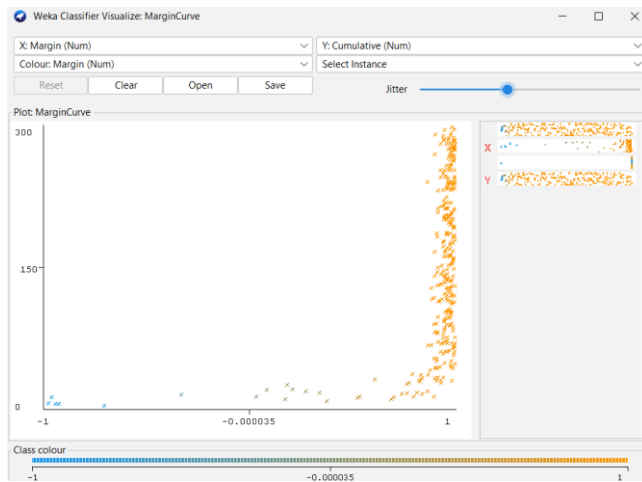 Weka Classifier Visualize: MarginCurve
X: Margin (Num) Y: Cumulative (Num)
Colour: Margin (Num) Select Instance
Reset Clear Open Save Jitter
Plot: MarginCurve
300
150
0
-1 -0.000035 1
X
Y
Class colour
-1 -0.000035 1